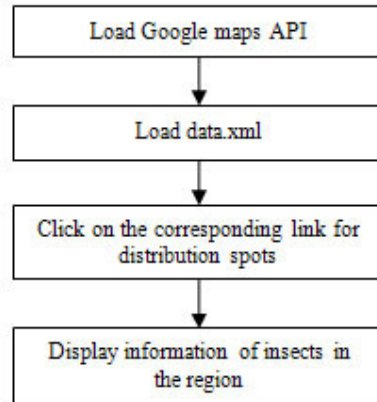 Load Google maps API
Load data.xml
Click on the corresponding link for
distribution spots
Display information of insects in
the region